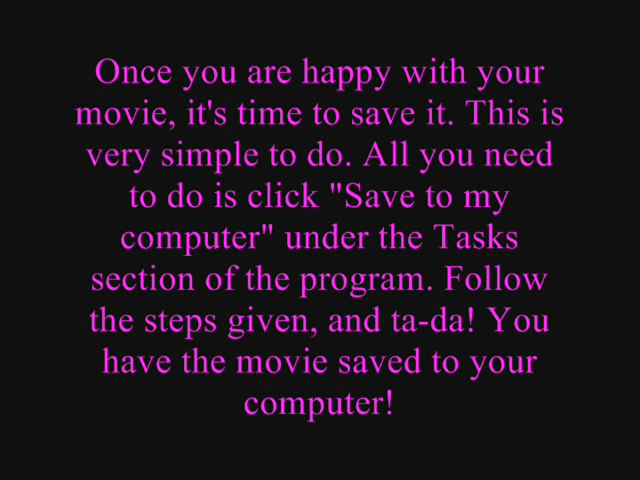 Once you are happy with your
movie, it's time to save it. This is
very simple to do. All you need
to do is click "Save to my
computer" under the Tasks
section of the program. Follow
the steps given, and ta-da! You
have the movie saved to your
computer!